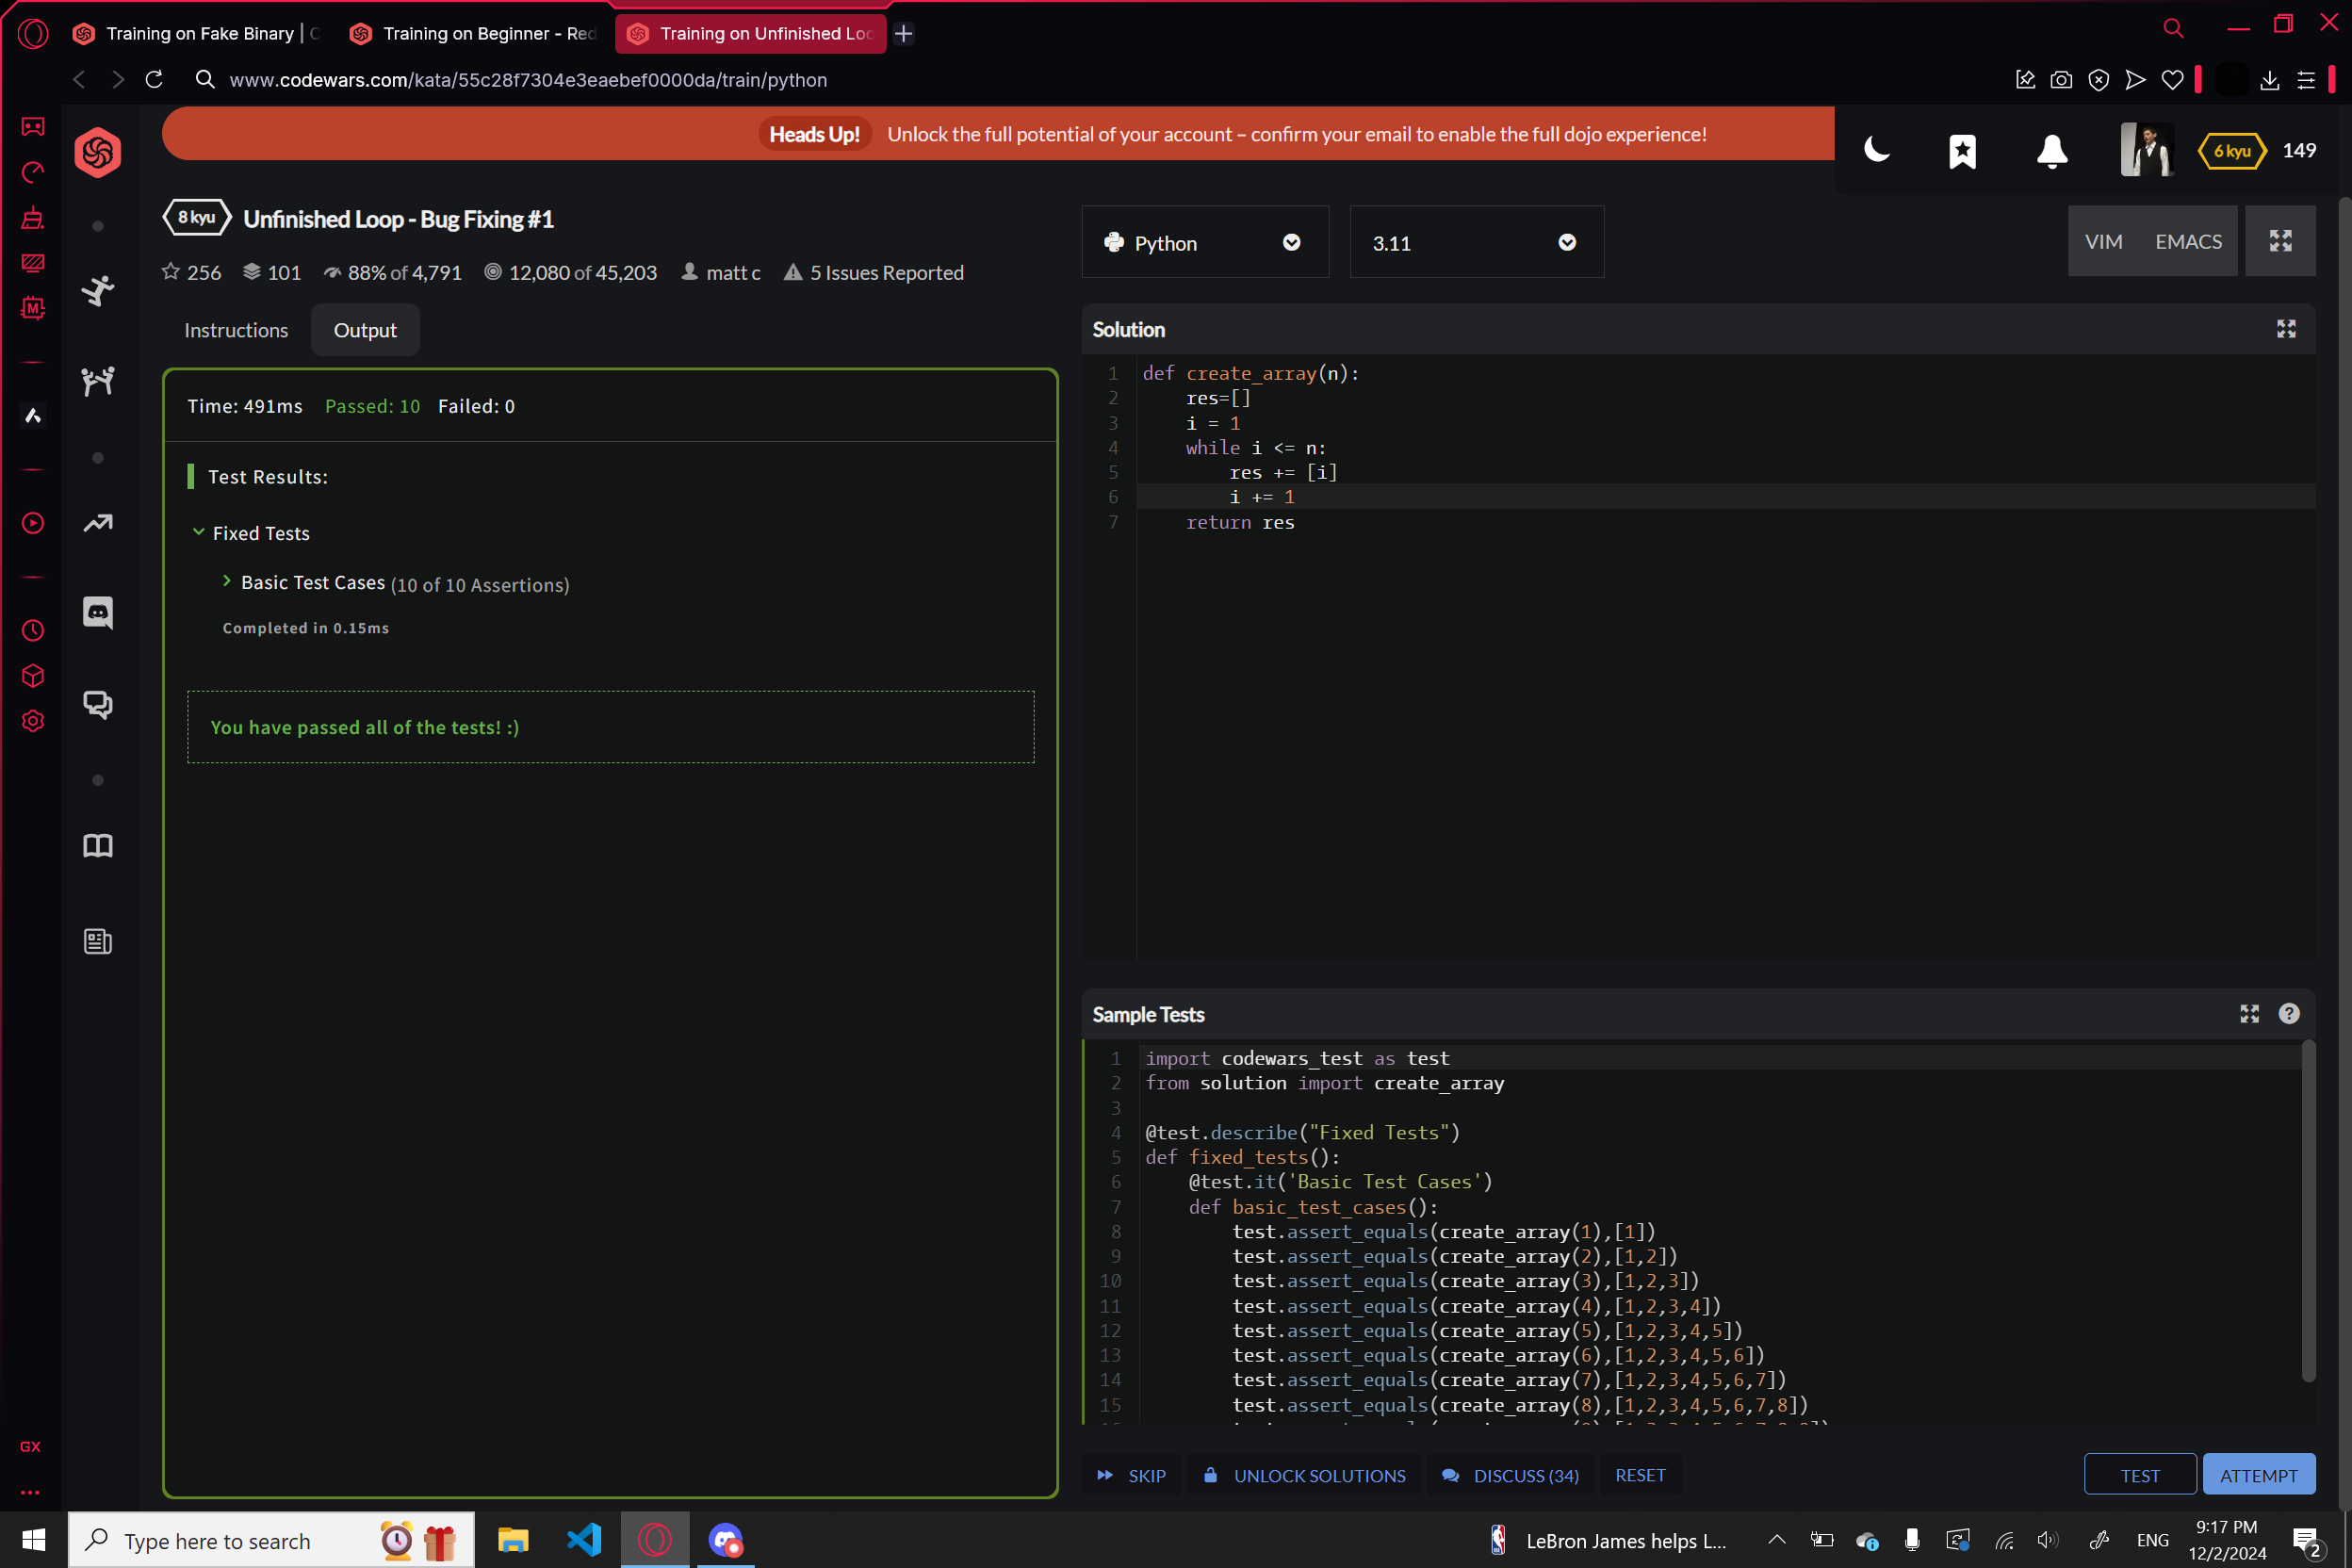 Training on Fake Binary |
Training on Beginner - Red
Training on Unfinished Loo
www.codewars.com/kata/55c28f7304e3eaebef0000da/train/python
Heads Up! Unlock the full potential of your account – confirm your email to enable the full dojo experience!
6 kyu 149
8 kyu Unfinished Loop - Bug Fixing #1
256 101 88% of 4,791 12,080 of 45,203 matt c 5 Issues Reported
Instructions Output
Time: 491ms Passed: 10 Failed: 0
Test Results:
Fixed Tests
Basic Test Cases (10 of 10 Assertions)
Completed in 0.15ms
You have passed all of the tests! :)
Python 3.11 VIM EMACS
Solution
1 def create_array(n):
2     res=[]
3     i = 1
4     while i <= n:
5         res += [i]
6         i += 1
7     return res
Sample Tests
1 import codewars_test as test
2 from solution import create_array
3
4 @test.describe("Fixed Tests")
5 def fixed_tests():
6     @test.it('Basic Test Cases')
7     def basic_test_cases():
8         test.assert_equals(create_array(1),[1])
9         test.assert_equals(create_array(2),[1,2])
10         test.assert_equals(create_array(3),[1,2,3])
11         test.assert_equals(create_array(4),[1,2,3,4])
12         test.assert_equals(create_array(5),[1,2,3,4,5])
13         test.assert_equals(create_array(6),[1,2,3,4,5,6])
14         test.assert_equals(create_array(7),[1,2,3,4,5,6,7])
15         test.assert_equals(create_array(8),[1,2,3,4,5,6,7,8])
SKIP UNLOCK SOLUTIONS DISCUSS (34) RESET TEST ATTEMPT
GX
Type here to search
LeBron James helps L...
ENG
9:17 PM
12/2/2024
2